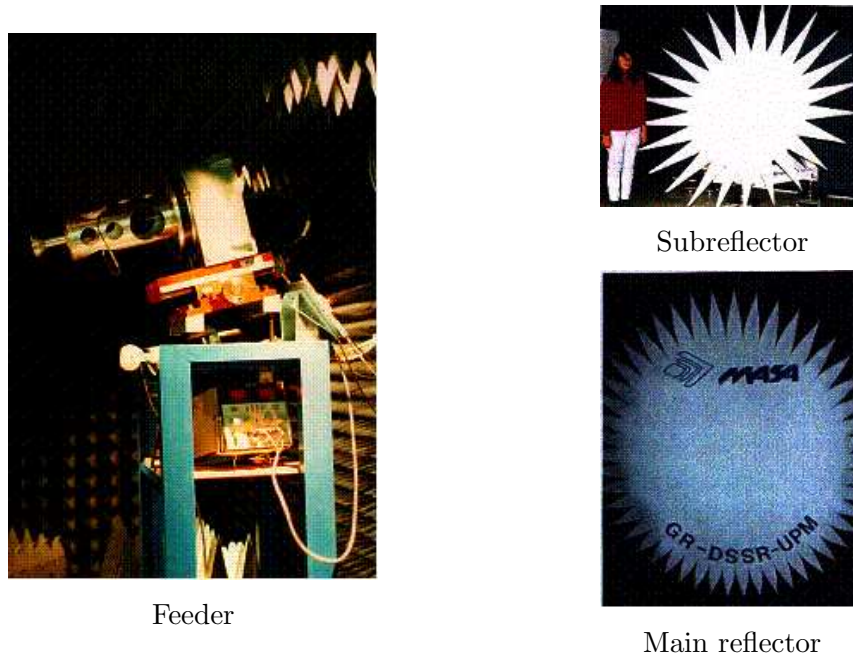 Subreflector
MASA
GR-DSSR-UPM
Feeder
Main reflector